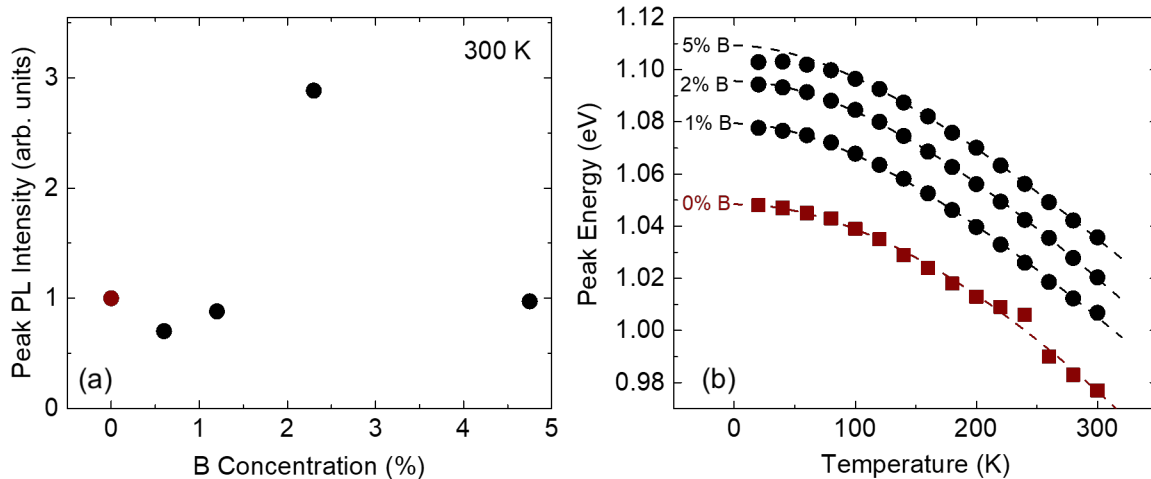 Peak PL Intensity (arb. units)
3
2
1
0
300 K
(a)
0 1 2 3 4 5
B Concentration (%)
Peak Energy (eV)
1.12
1.10
1.08
1.06
1.04
1.02
1.00
0.98
5% B
2% B
1% B
0% B
(b)
0 100 200 300
Temperature (K)